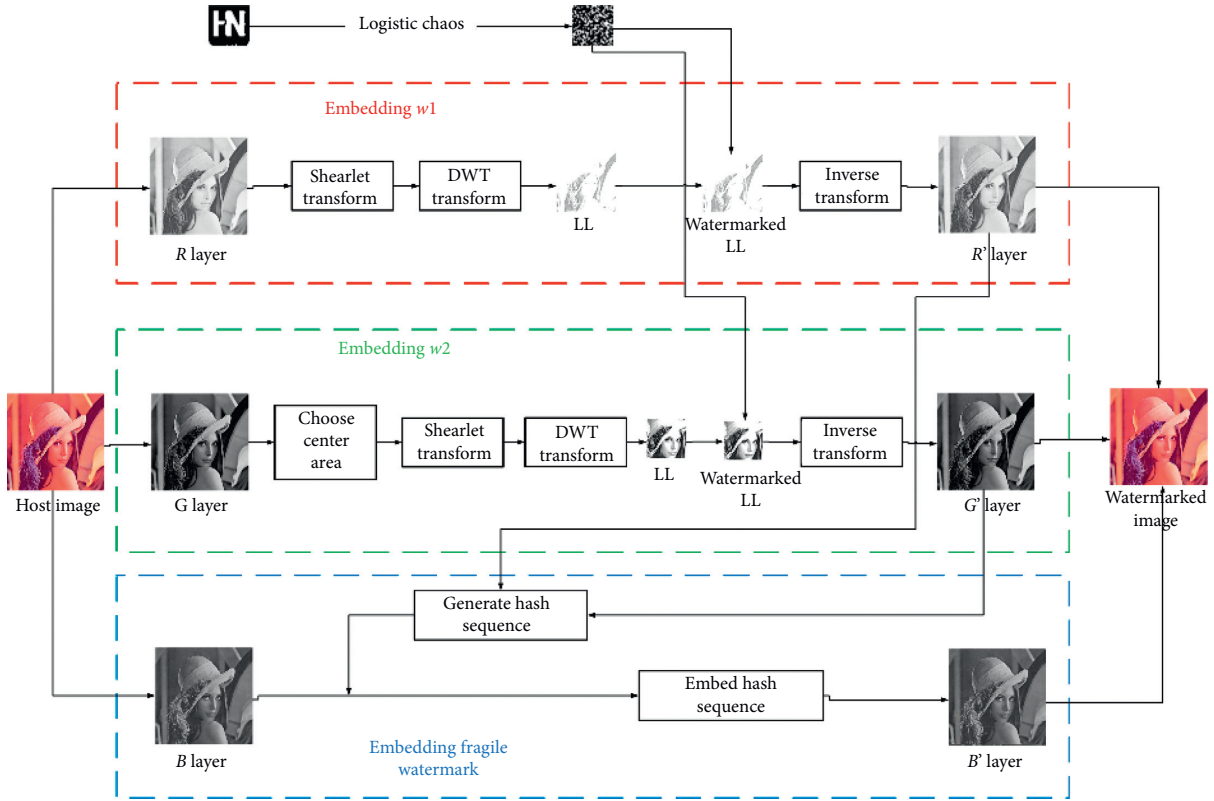 HN
Logistic chaos
Embedding w1
Shearlet
transform
DWT
transform
Inverse
transform
LL
Watermarked
LL
R layer
R' layer
Embedding w2
Choose
center
area
Shearlet
transform
DWT
transform
Inverse
transform
LL
Watermarked
LL
Host image
G layer
G' layer
Watermarked
image
Generate hash
sequence
Embed hash
sequence
B layer
Embedding fragile
watermark
B' layer